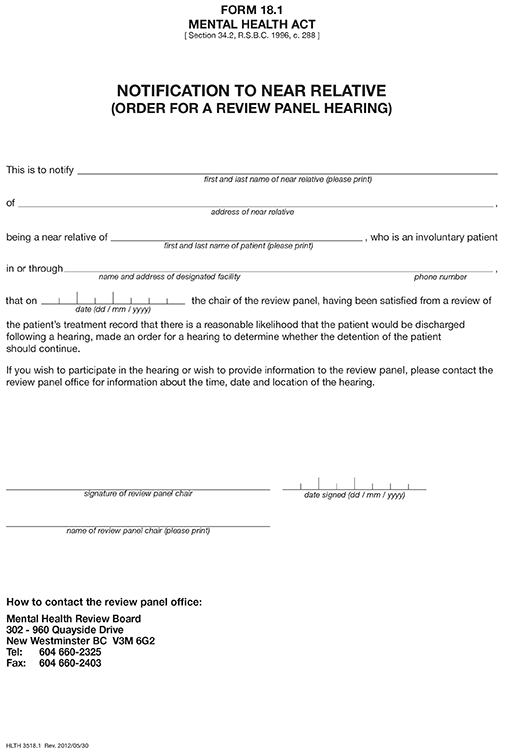 FORM 18.1
MENTAL HEALTH ACT
[ Section 34.2, R.S.B.C. 1996, c. 288 ]
NOTIFICATION TO NEAR RELATIVE
(ORDER FOR A REVIEW PANEL HEARING)
This is to notify
first and last name of near relative (please print)
of ,
address of near relative
being a near relative of , who is an involuntary patient
first and last name of patient (please print)
in or through ,
name and address of designated facility phone number
that on the chair of the review panel, having been satisfied from a review of
date (dd / mm / yyyy)
the patient's treatment record that there is a reasonable likelihood that the patient would be discharged
following a hearing, made an order for a hearing to determine whether the detention of the patient
should continue.
If you wish to participate in the hearing or wish to provide information to the review panel, please contact the
review panel office for information about the time, date and location of the hearing.
signature of review panel chair date signed (dd / mm / yyyy)
name of review panel chair (please print)
How to contact the review panel office:
Mental Health Review Board
302 - 960 Quayside Drive
New Westminster BC V3M 6G2
Tel: 604 660-2325
Fax: 604 660-2403
HLTH 3518.1 Rev. 2012/05/30